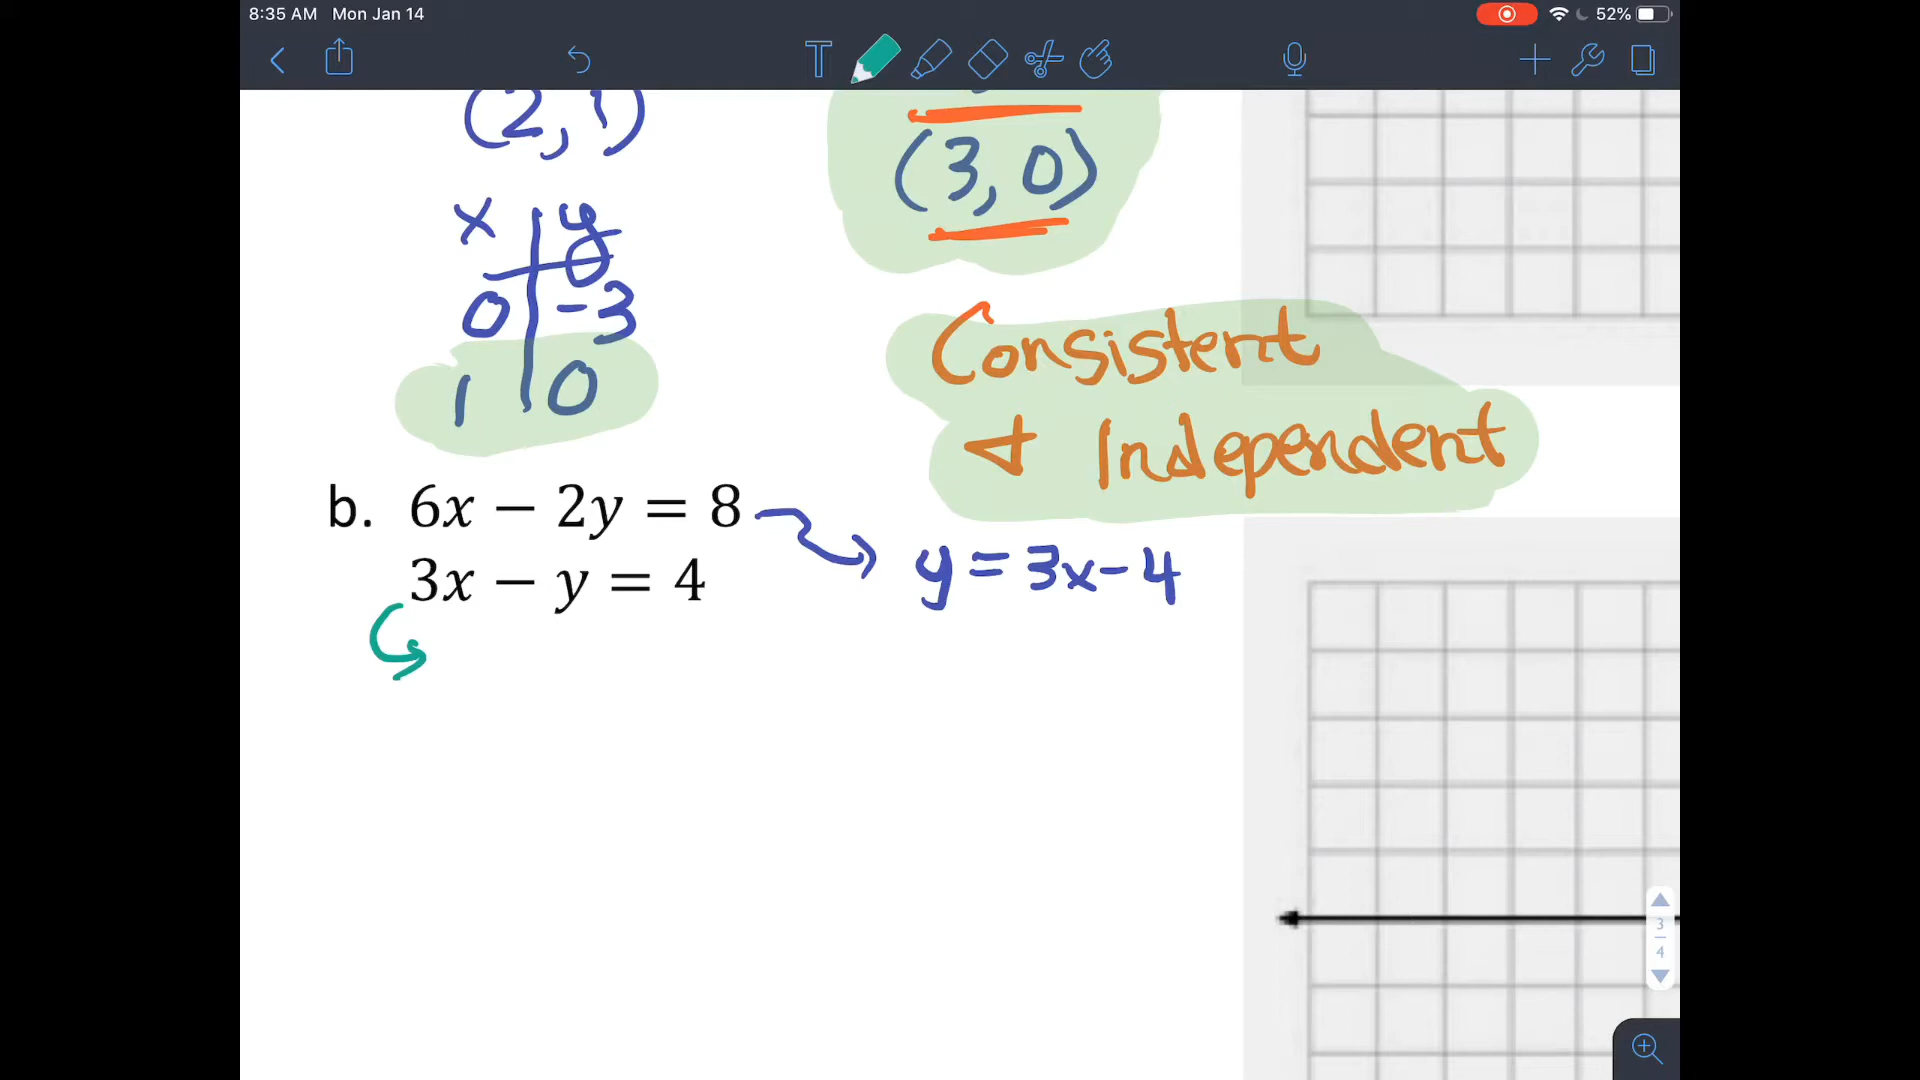 8:35 AM Mon Jan 14
52%
T
(2, 1)
(3, 0)
x y
0
0 -3
1 0
Consistent
& Independent
b. 6x − 2y = 8
y = 3x - 4
3x − y = 4
3
4